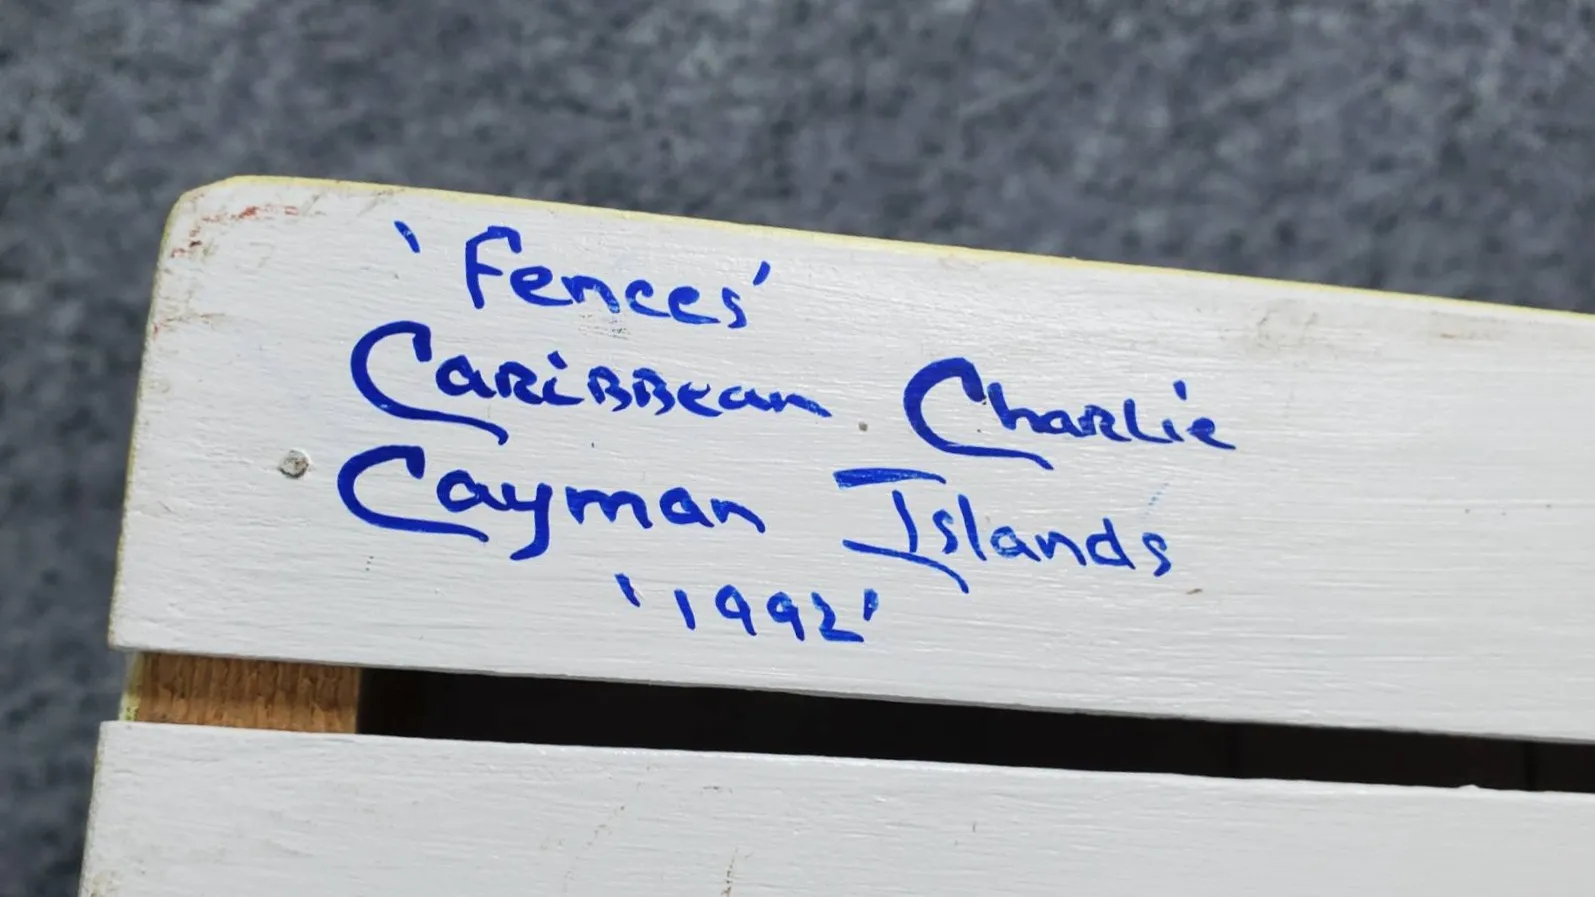 'Fences'
Caribbean Charlie
Cayman Islands
'1992'